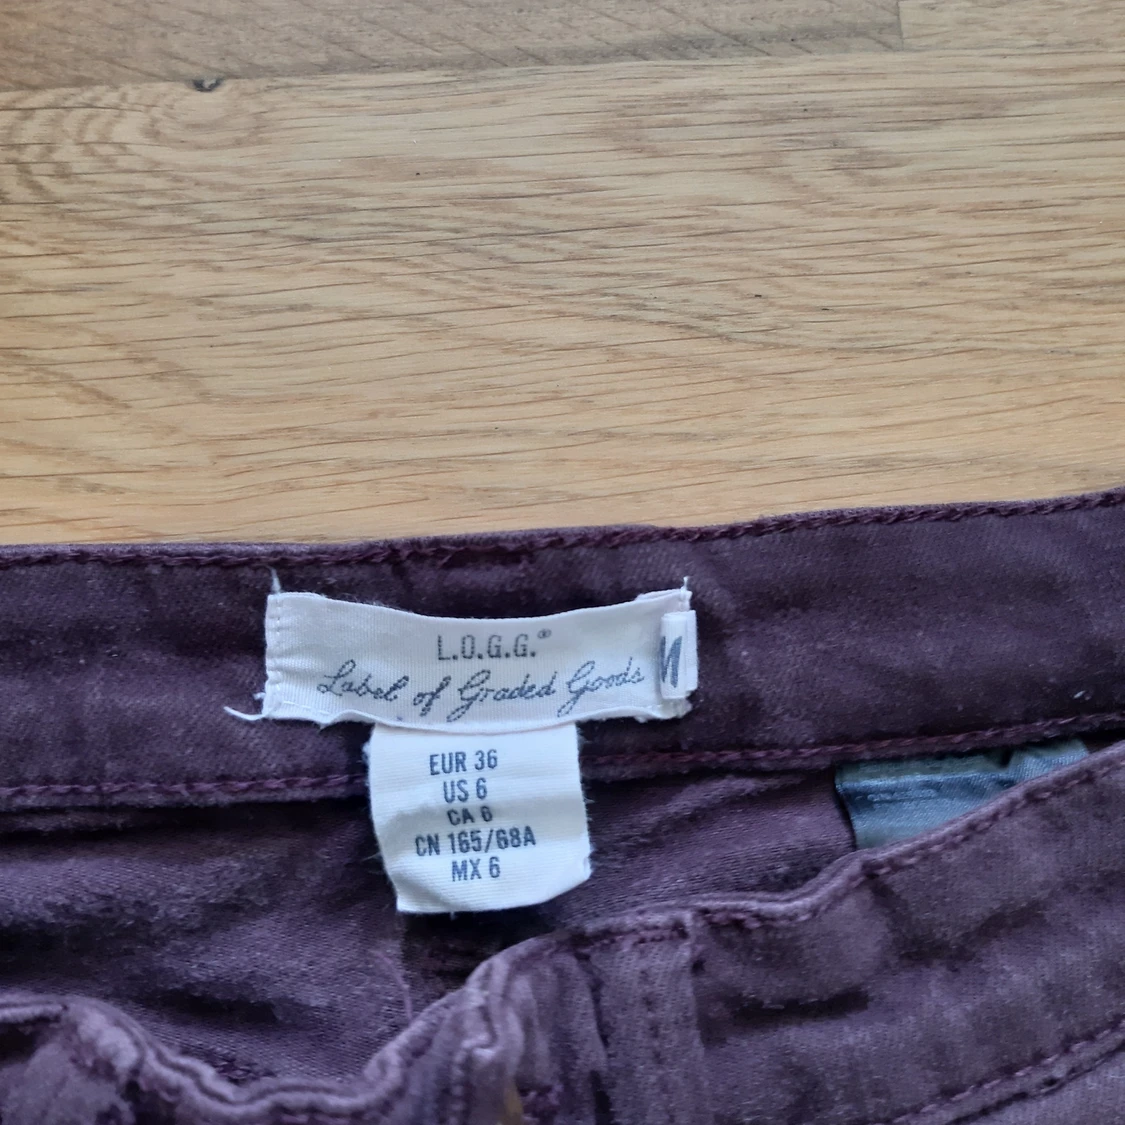 L.O.G.G.®
Label of Graded Goods
M
EUR 36
US 6
CA 6
CN 165/68A
MX 6